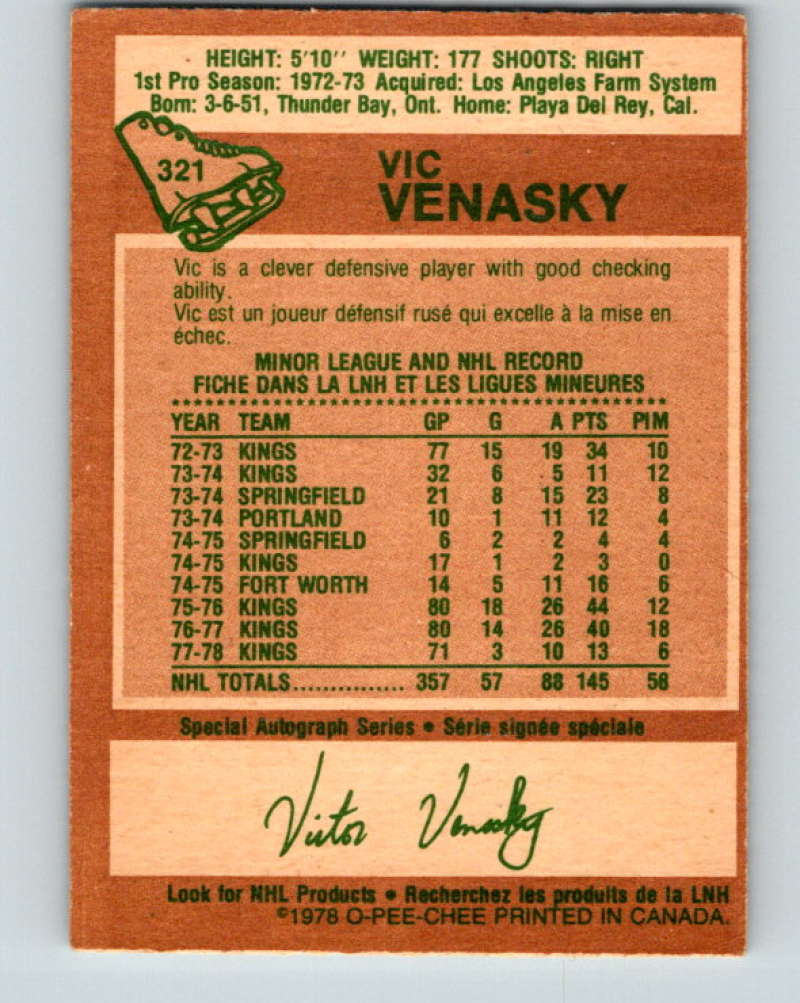 HEIGHT: 5'10'' WEIGHT: 177 SHOOTS: RIGHT
1st Pro Season: 1972-73 Acquired: Los Angeles Farm System
Born: 3-6-51, Thunder Bay, Ont. Home: Playa Del Rey, Cal.
321
VIC
VENASKY
Vic is a clever defensive player with good checking
ability.
Vic est un joueur défensif rusé qui excelle à la mise en
échec.
MINOR LEAGUE AND NHL RECORD
FICHE DANS LA LNH ET LES LIGUES MINEURES
YEAR TEAM GP G A PTS PIM
72-73 KINGS 77 15 19 34 10
73-74 KINGS 32 6 5 11 12
73-74 SPRINGFIELD 21 8 15 23 8
73-74 PORTLAND 10 1 11 12 4
74-75 SPRINGFIELD 6 2 2 4 4
74-75 KINGS 17 1 2 3 0
74-75 FORT WORTH 14 5 11 16 6
75-76 KINGS 80 18 26 44 12
76-77 KINGS 80 14 26 40 18
77-78 KINGS 71 3 10 13 6
NHL TOTALS............... 357 57 88 145 58
Special Autograph Series • Série signée spéciale
Victor Venasky
Look for NHL Products • Recherchez les produits de la LNH
©1978 O-PEE-CHEE PRINTED IN CANADA.